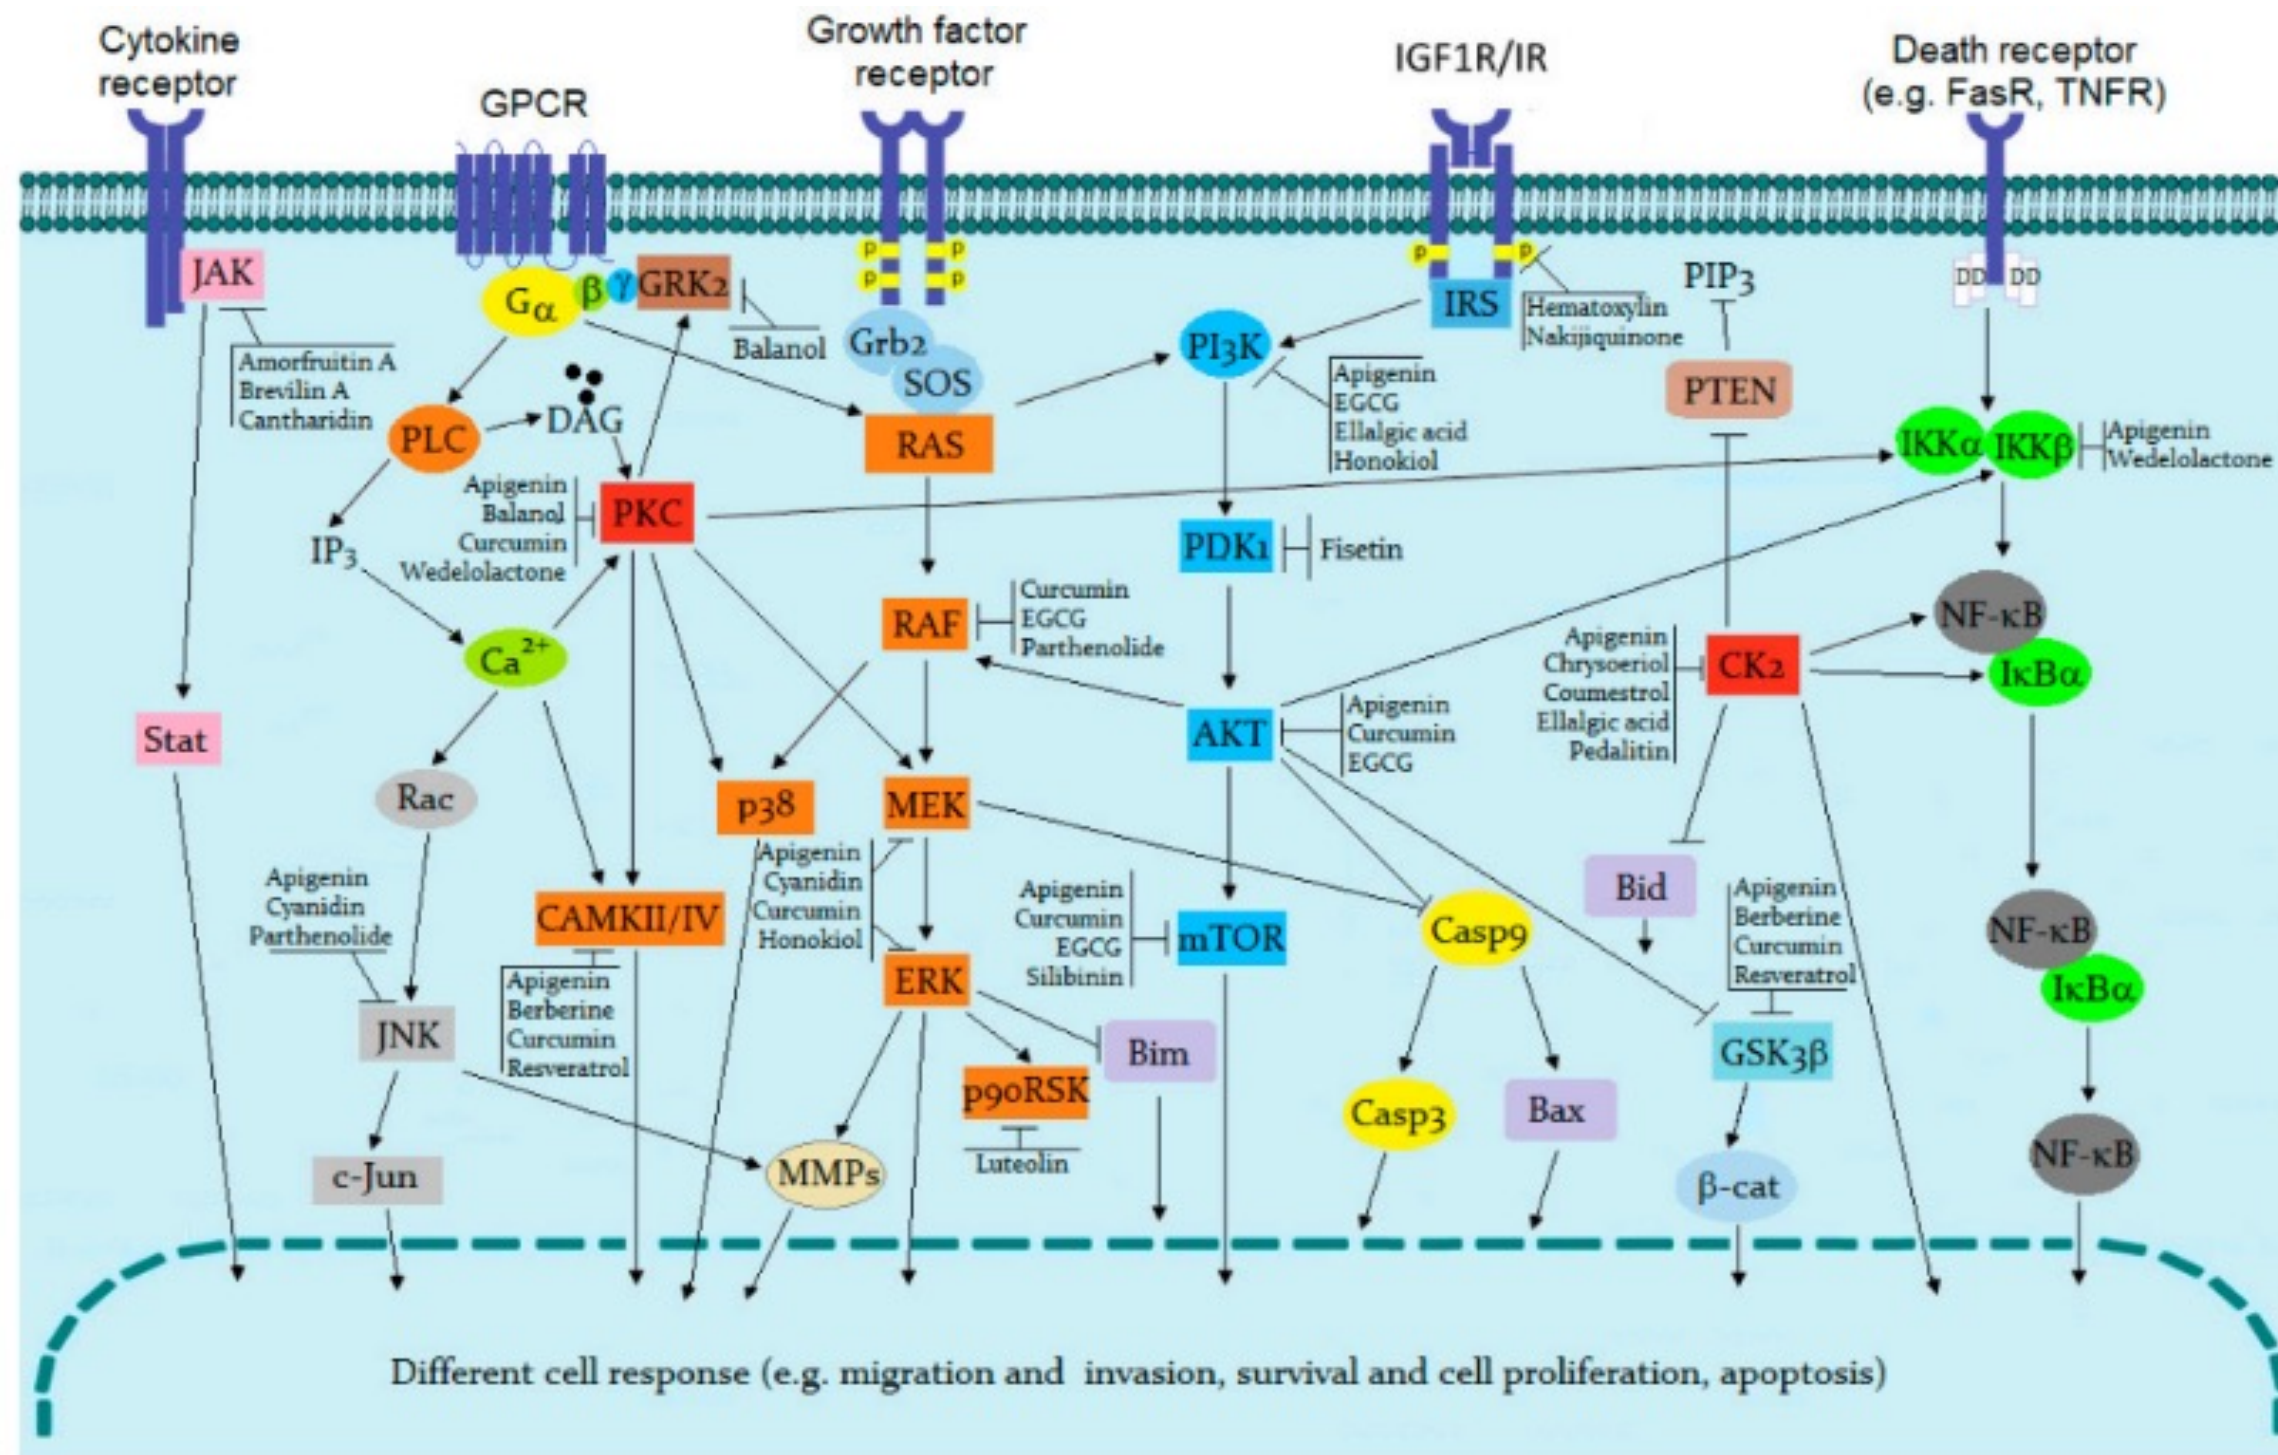 Cytokine
receptor
GPCR
Growth factor
receptor
IGF1R/IR
Death receptor
(e.g. FasR, TNFR)
JAK
Amorfruitin A
Brevilin A
Cantharidin
Stat
Gα
β
γ
GRK2
Balanol
PLC
DAG
IP3
Ca2+
Apigenin
Balanol
Curcumin
Wedelolactone
PKC
Rac
Apigenin
Cyanidin
Parthenolide
JNK
c-Jun
CAMKII/IV
Apigenin
Berberine
Curcumin
Resveratrol
p
p
p
p
Grb2
SOS
RAS
RAF
Curcumin
EGCG
Parthenolide
p38
MEK
Apigenin
Cyanidin
Curcumin
Honokiol
ERK
p90RSK
Luteolin
MMPs
Bim
p
p
IRS
Hematoxylin
Nakijiquinone
PI3K
Apigenin
EGCG
Ellalgic acid
Honokiol
PDK1
Fisetin
AKT
Apigenin
Curcumin
EGCG
Apigenin
Curcumin
EGCG
Silibinin
mTOR
Casp9
Casp3
Bax
PIP3
PTEN
Apigenin
Chrysoeriol
Coumestrol
Ellalgic acid
Pedalitin
CK2
Bid
Apigenin
Berberine
Curcumin
Resveratrol
GSK3β
β-cat
DD
DD
IKKα
IKKβ
Apigenin
Wedelolactone
NF-κB
IκBα
NF-κB
IκBα
NF-κB
Different cell response (e.g. migration and invasion, survival and cell proliferation, apoptosis)